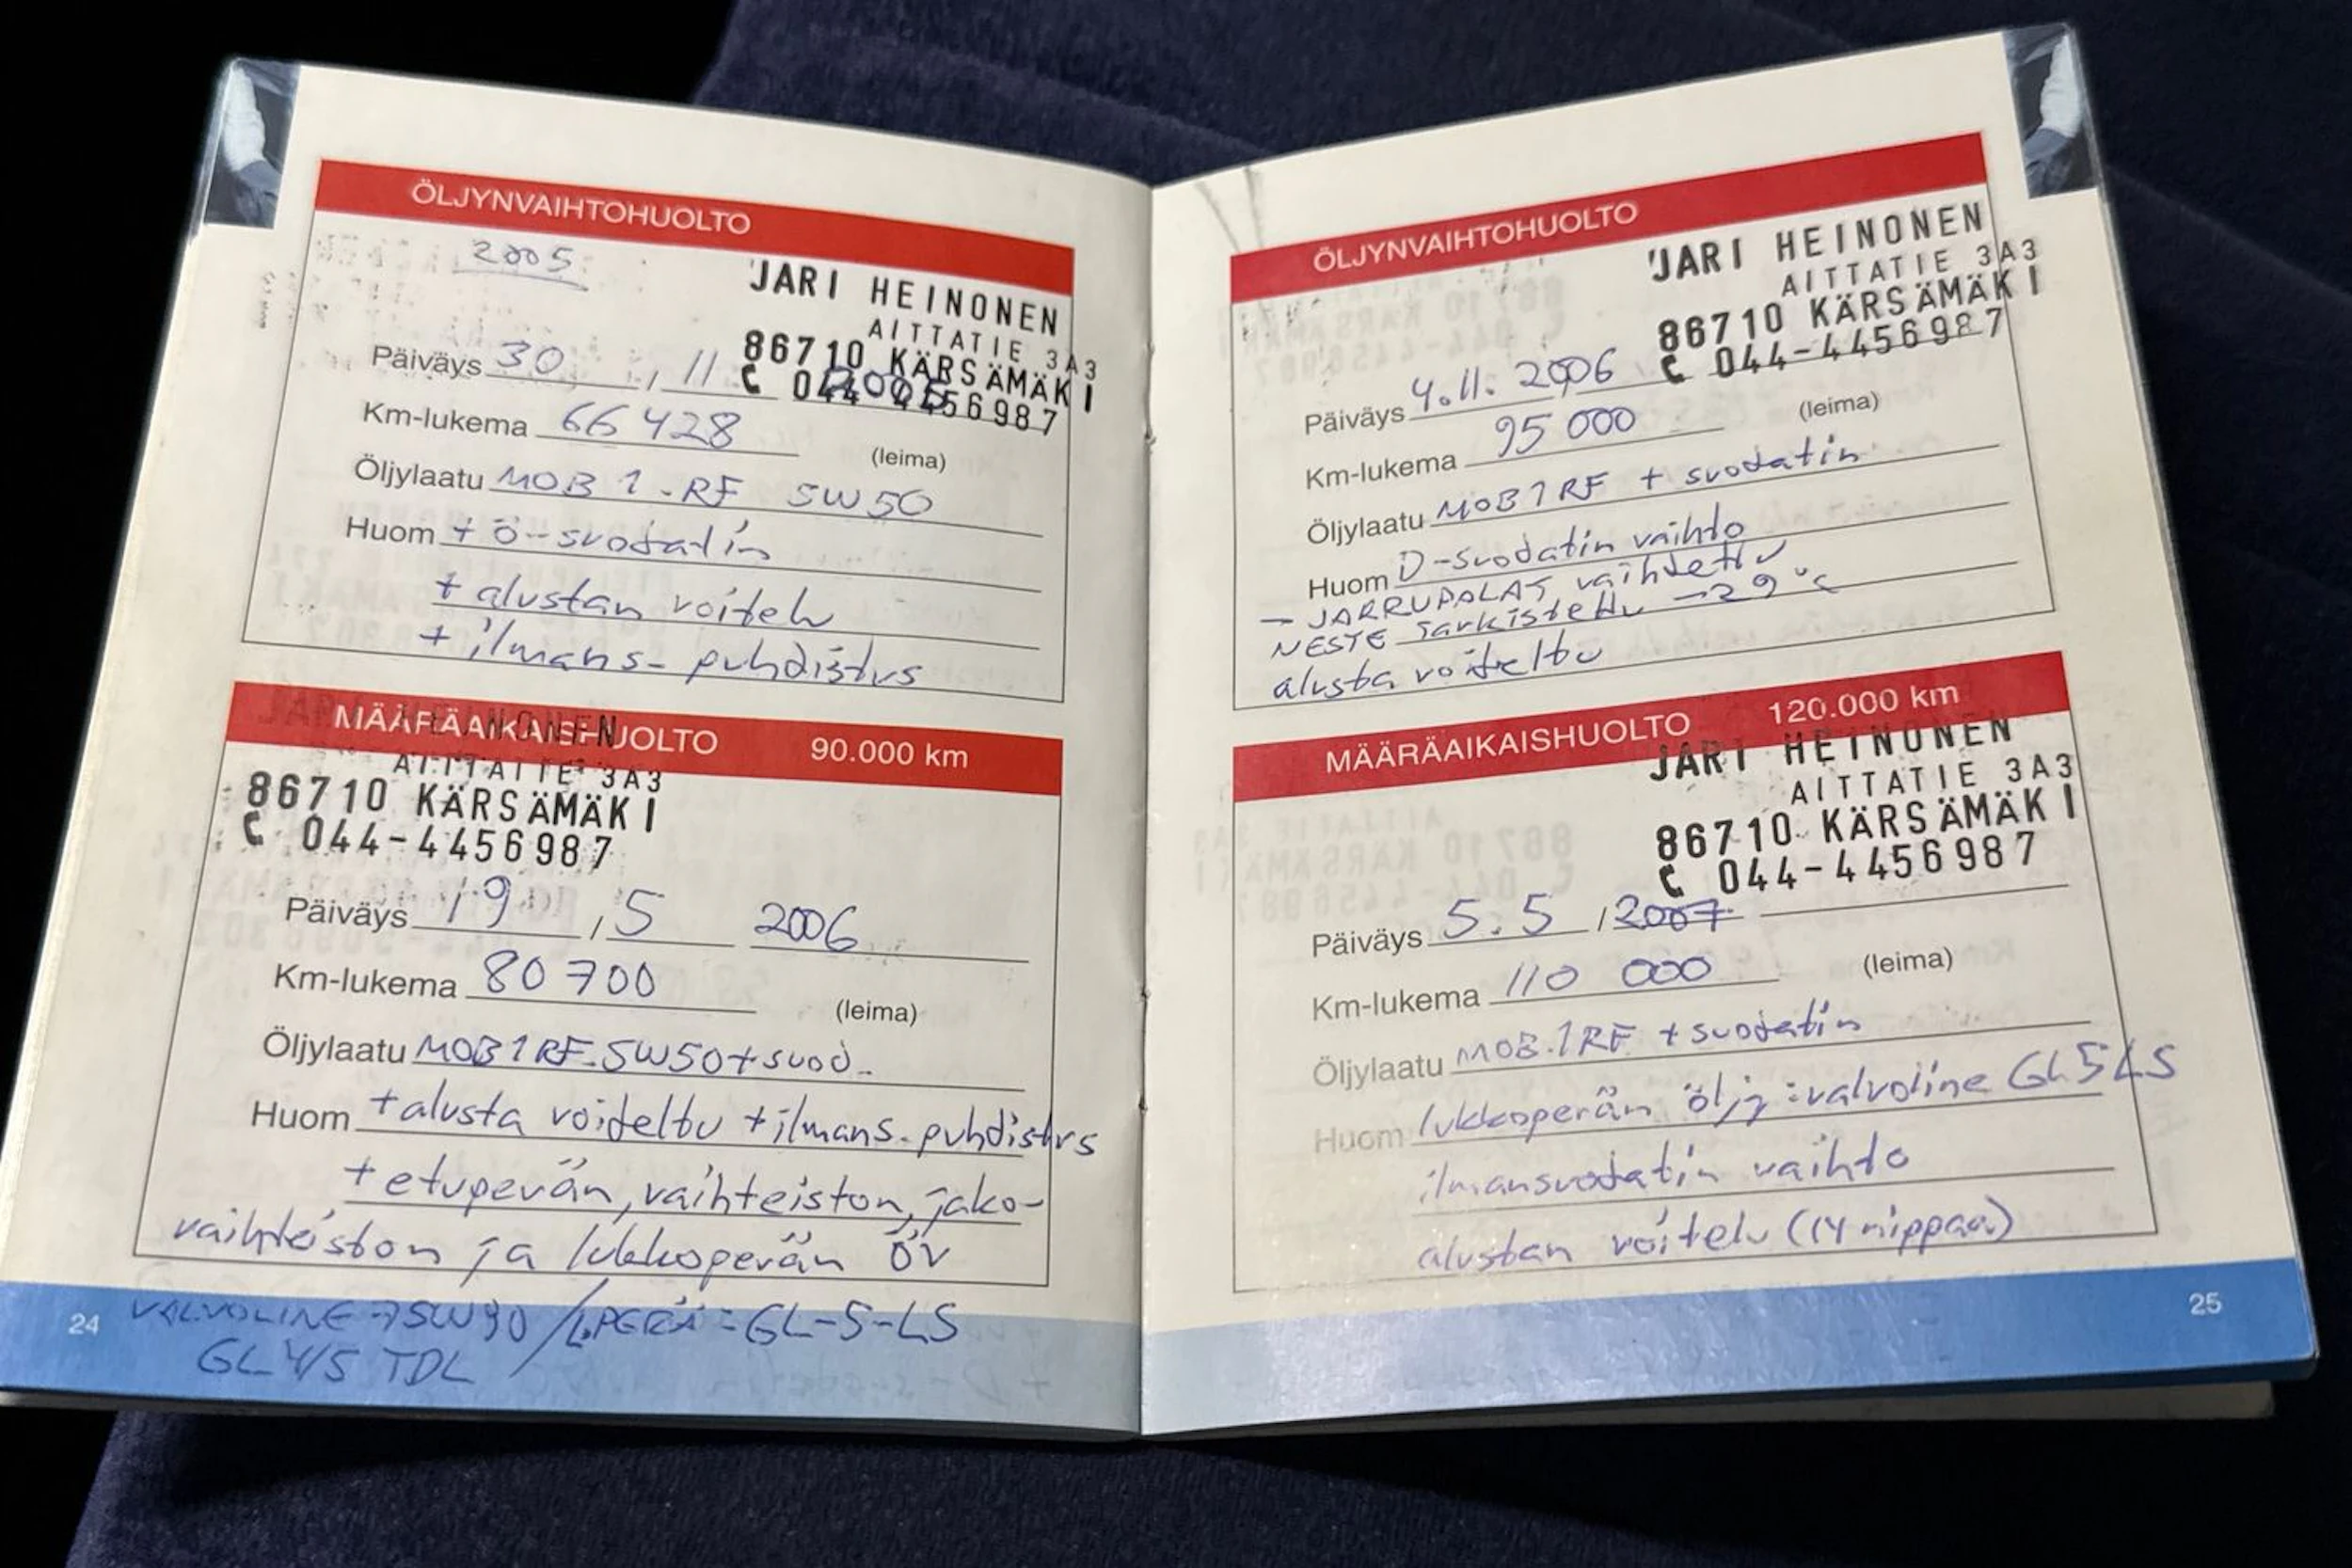 ÖLJYNVAIHTOHUOLTO
2005
JARI HEINONEN
AITTATIE 3A3
86710 KÄRSÄMÄKI
044-4456987
Päiväys 30 , 11 2005
Km-lukema 66 428
(leima)
Öljylaatu MOB 1.RF 5W50
Huom + ö-suodatin
+ alustan voitelu
+ ilmans- puhdistus
MÄÄRÄAIKAISHUOLTO 90.000 km
JARI HEINONEN
AITTATIE 3A3
86710 KÄRSÄMÄKI
044-4456987
Päiväys 19 , 5 2006
Km-lukema 80 700
(leima)
Öljylaatu MOB 1 RF-5W50+suod.
Huom +alusta voideltu +ilmans.puhdistus
+etuperän, vaihteiston, jako-
vaihteiston ja lukkoperän ÖV
24
VALVOLINE 75W90 / L.PERÄ=GL-5-LS
GL4/5 TDL
ÖLJYNVAIHTOHUOLTO
JARI HEINONEN
AITTATIE 3A3
86710 KÄRSÄMÄKI
044-4456987
Päiväys 4.11. 2006
Km-lukema 95 000
(leima)
Öljylaatu MOB 1 RF + suodatin
Huom D-suodatin vaihto
- JARRUPALAT vaihdettu
NESTE tarkistettu -29°c
alusta voideltu
MÄÄRÄAIKAISHUOLTO 120.000 km
JARI HEINONEN
AITTATIE 3A3
86710 KÄRSÄMÄKI
044-4456987
Päiväys 5.5 , 2007
Km-lukema 110 000
(leima)
Öljylaatu MOB.1RF + suodatin
Huom lukkoperän öljy :valvoline GL5LS
ilmansuodatin vaihto
alustan voitelu (14 nippaa)
25